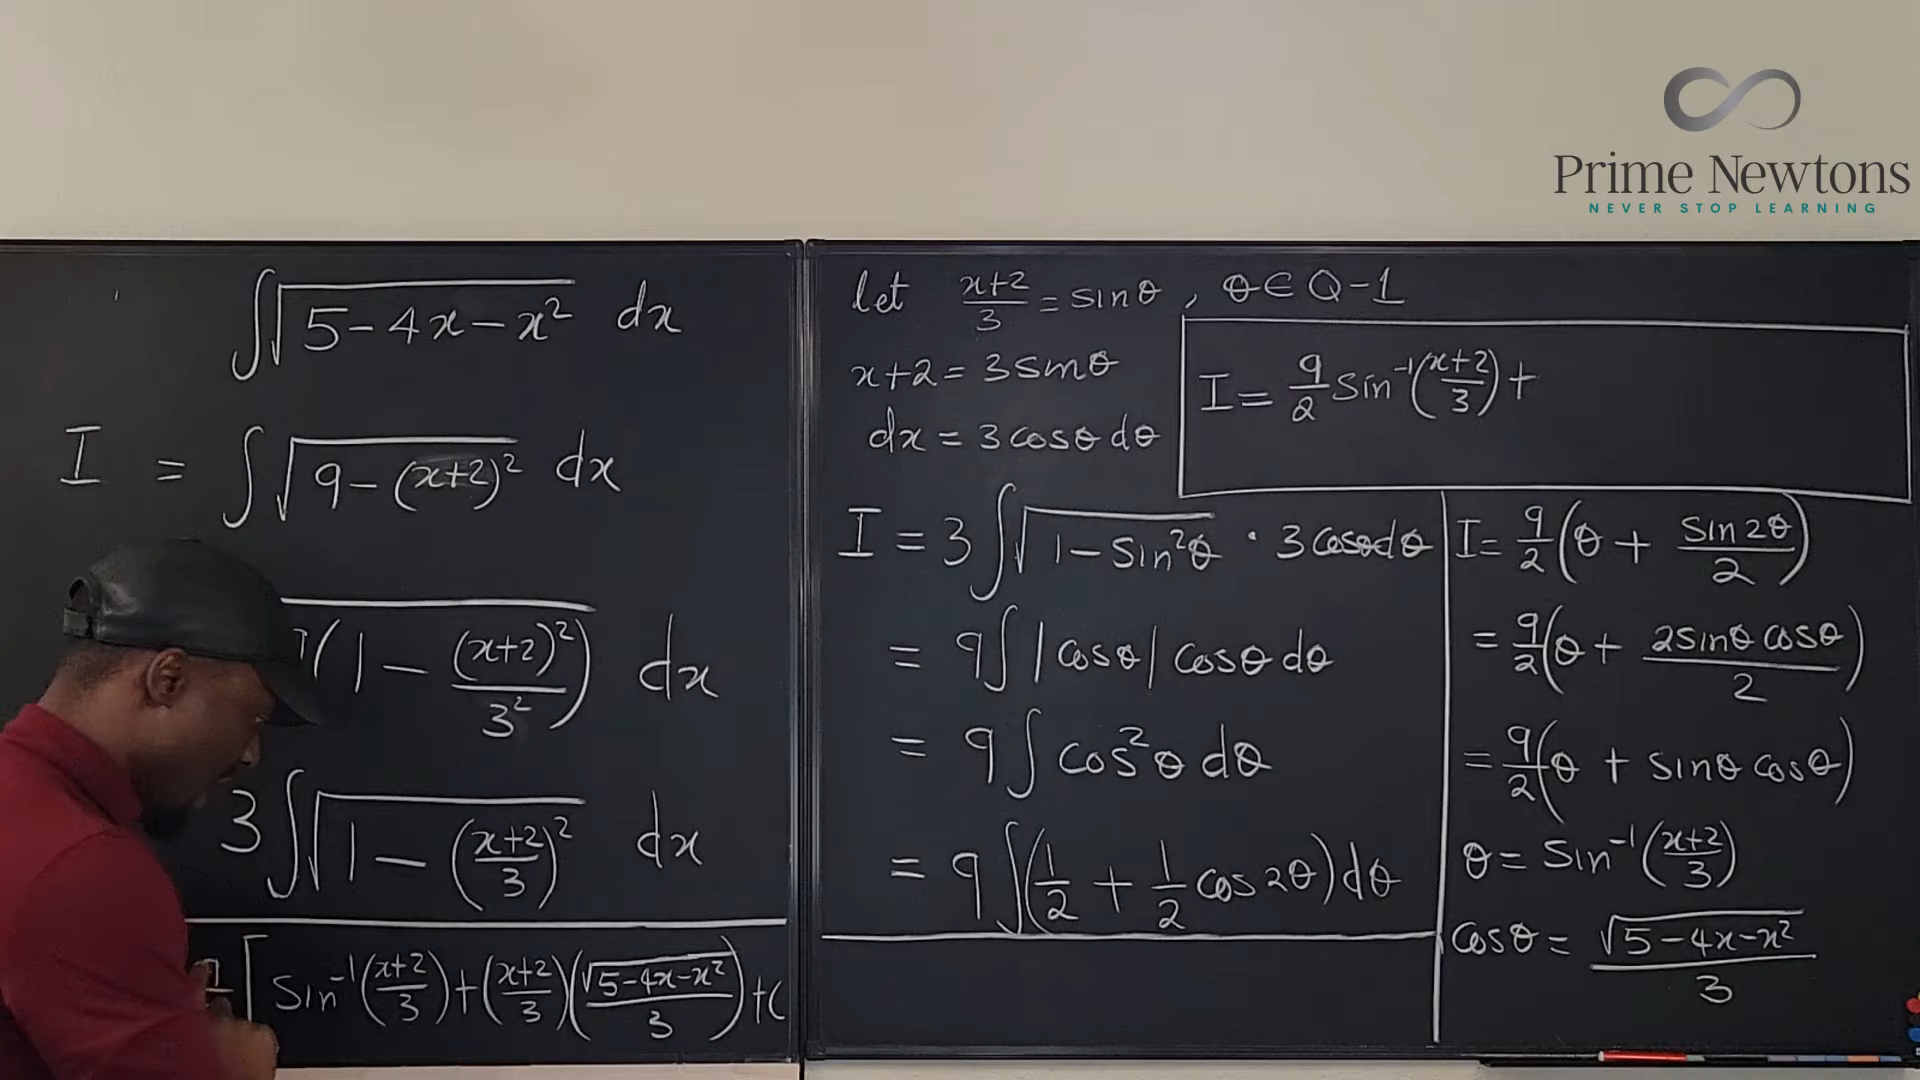 Prime Newtons
NEVER STOP LEARNING
∫√(5-4x-x²) dx
I = ∫√(9-(x+2)²) dx
(1 - (x+2)²/3²) dx
3∫√(1 - ((x+2)/3)²) dx
[Sin⁻¹((x+2)/3) + ((x+2)/3)(√(5-4x-x²)/3) + C
let (x+2)/3 = sinθ, θ∈Q-1
x+2 = 3sinθ
dx = 3cosθ dθ
I = 9/2 Sin⁻¹((x+2)/3) +
I = 3∫√(1-Sin²θ) · 3cosθdθ
= 9∫|cosθ| cosθ dθ
= 9∫cos²θ dθ
= 9∫(1/2 + 1/2 cos2θ)dθ
I = 9/2(θ + Sin2θ/2)
= 9/2(θ + 2sinθ cosθ/2)
= 9/2(θ + sinθ cosθ)
θ = Sin⁻¹((x+2)/3)
cosθ = √(5-4x-x²)/3